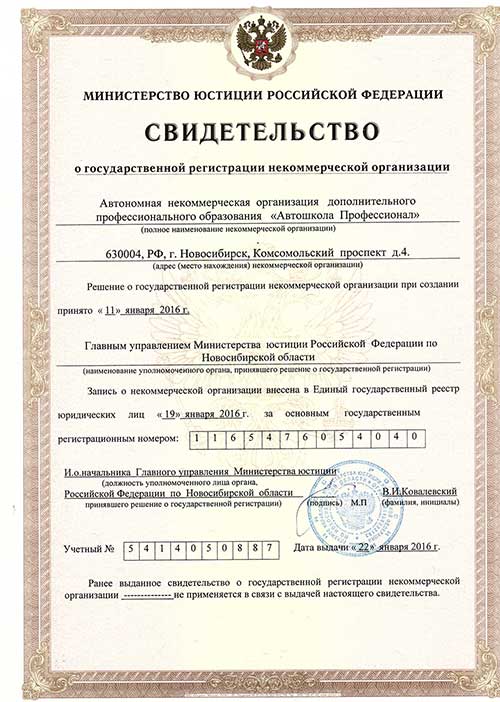 МИНИСТЕРСТВО ЮСТИЦИИ РОССИЙСКОЙ ФЕДЕРАЦИИ
СВИДЕТЕЛЬСТВО
о государственной регистрации некоммерческой организации
Автономная некоммерческая организация дополнительного
профессионального образования «Автошкола Профессионал»
(полное наименование некоммерческой организации)
630004, РФ, г. Новосибирск, Комсомольский проспект д.4.
(адрес (место нахождения) некоммерческой организации)
Решение о государственной регистрации некоммерческой организации при создании
принято « 11» января 2016 г.
Главным управлением Министерства юстиции Российской Федерации по
Новосибирской области
(наименование уполномоченного органа, принявшего решение о государственной регистрации)
Запись о некоммерческой организации внесена в Единый государственный реестр
юридических лиц « 19» января 2016 г. за основным государственным
регистрационным номером: 1 1 6 5 4 7 6 0 5 4 0 4 0
И.о.начальника Главного управления Министерства юстиции
(должность уполномоченного лица органа,
Российской Федерации по Новосибирской области В.И.Ковалевский
принявшего решение о государственной регистрации) (подпись) М.П (фамилия, инициалы)
Учетный № 5 4 1 4 0 5 0 8 8 7 Дата выдачи « 22» января 2016 г.
Ранее выданное свидетельство о государственной регистрации некоммерческой
организации -------------- не применяется в связи с выдачей настоящего свидетельства.